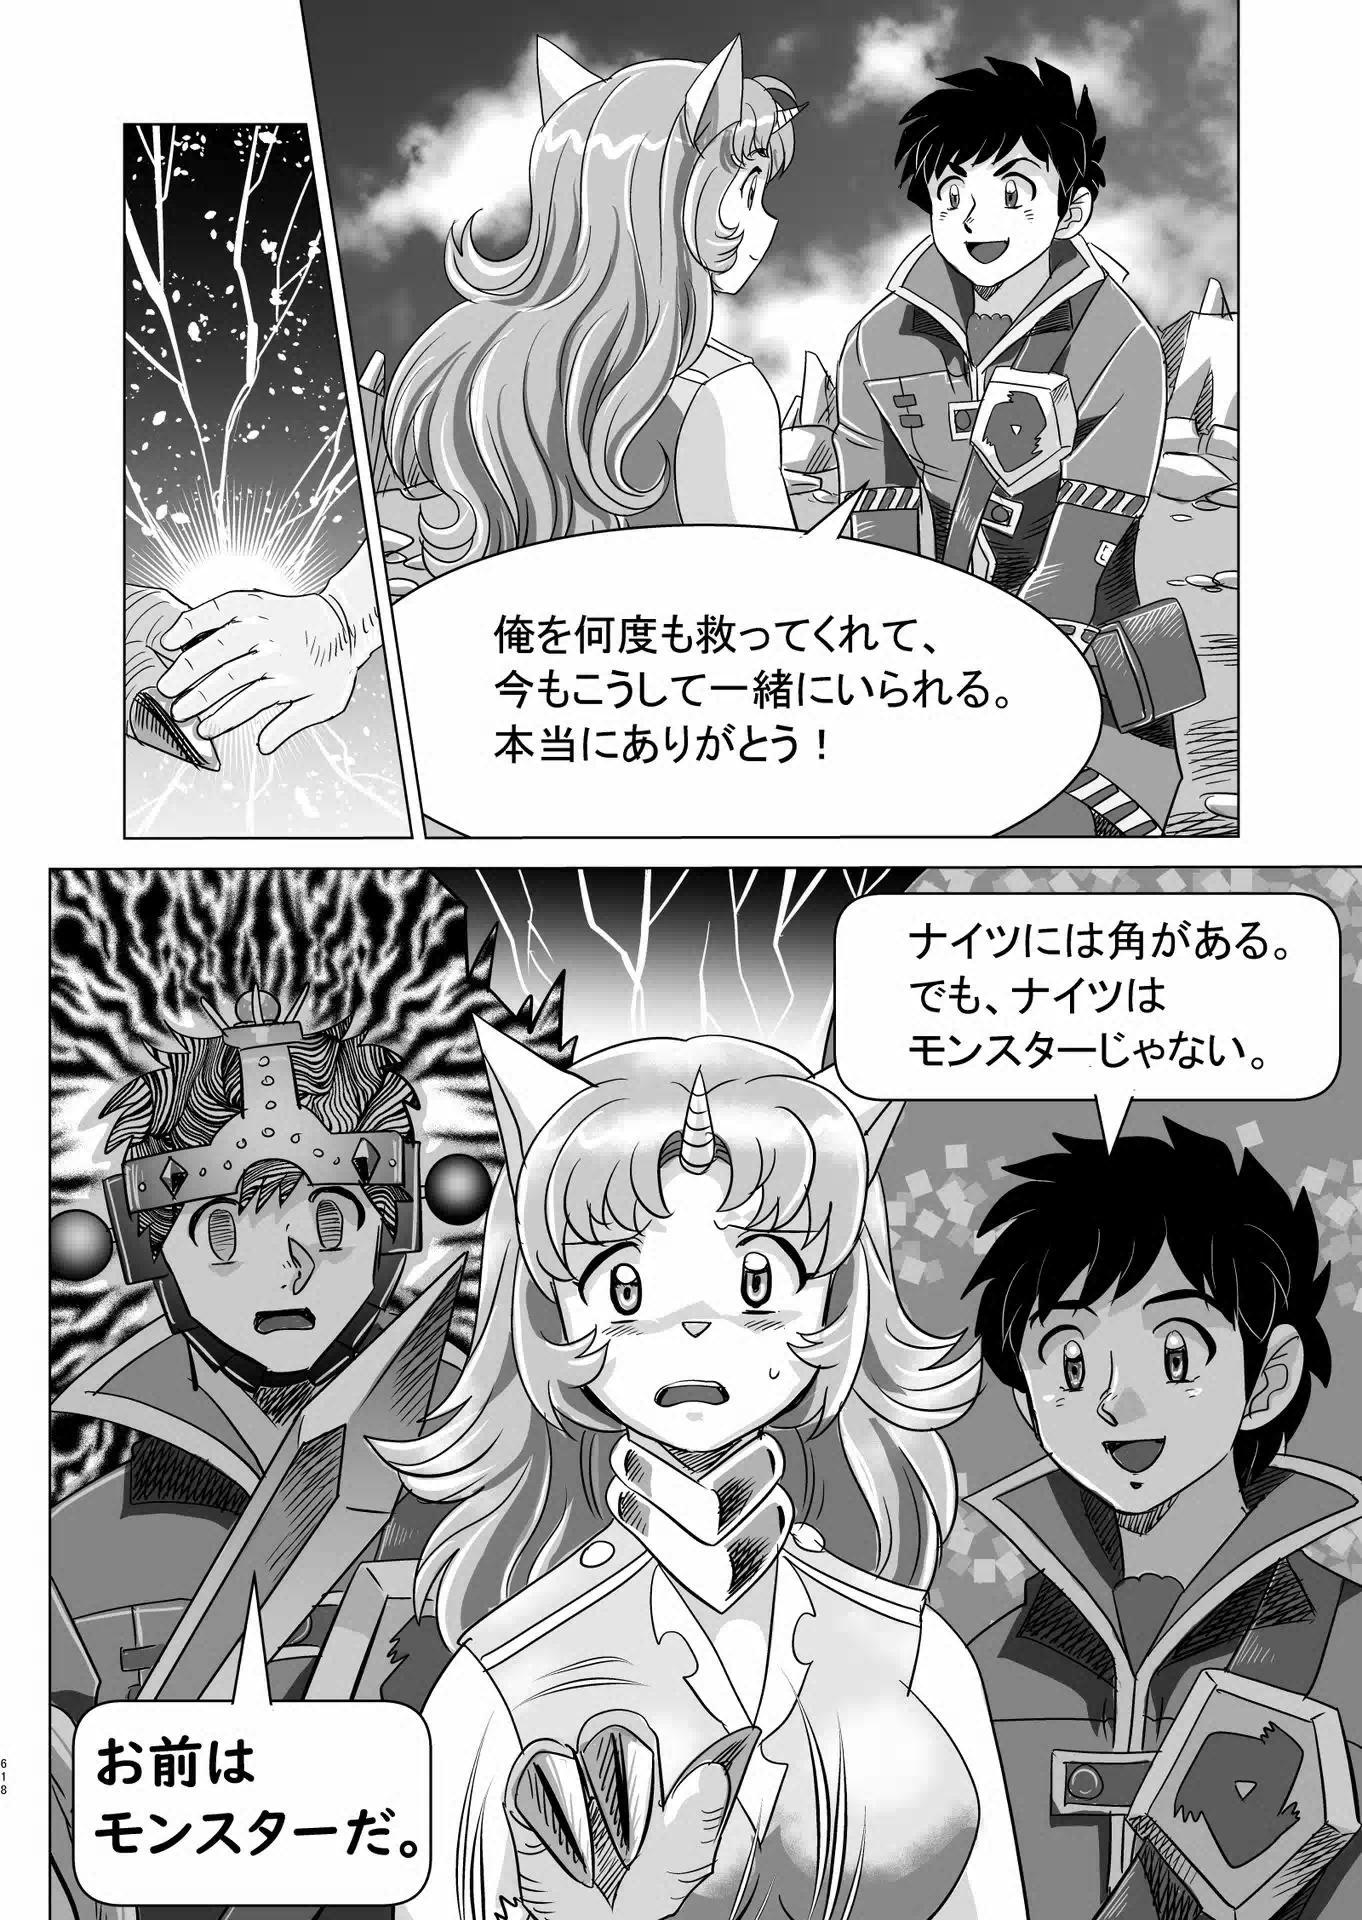 俺を何度も救ってくれて、
今もこうして一緒にいられる。
本当にありがとう！
ナイツには角がある。
でも、ナイツは
モンスターじゃない。
お前は
モンスターだ。
618